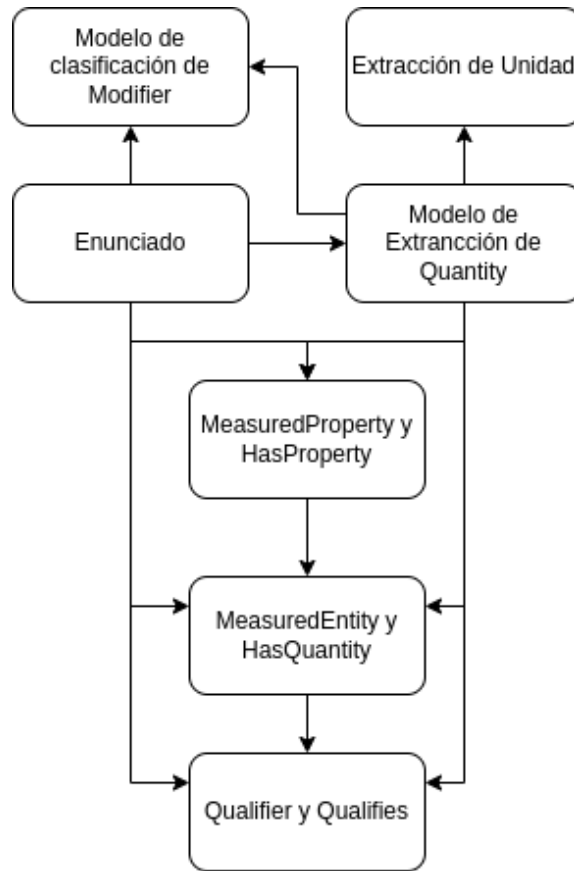 Modelo de
clasificación de
Modifier
Extracción de Unidad
Enunciado
Modelo de
Extrancción de
Quantity
MeasuredProperty y
HasProperty
MeasuredEntity y
HasQuantity
Qualifier y Qualifies